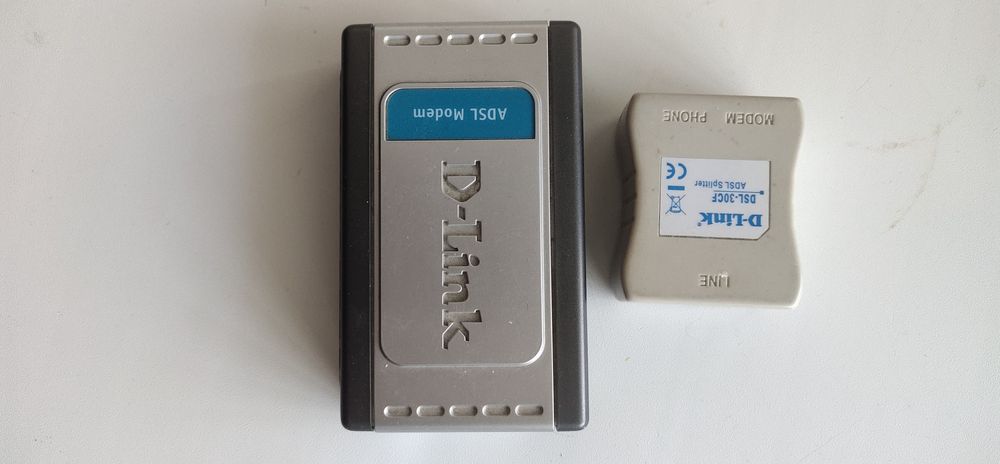 ADSL Modem
D-Link
LINE
D-Link®
DSL-30CF
ADSL Splitter
CE
MODEM PHONE